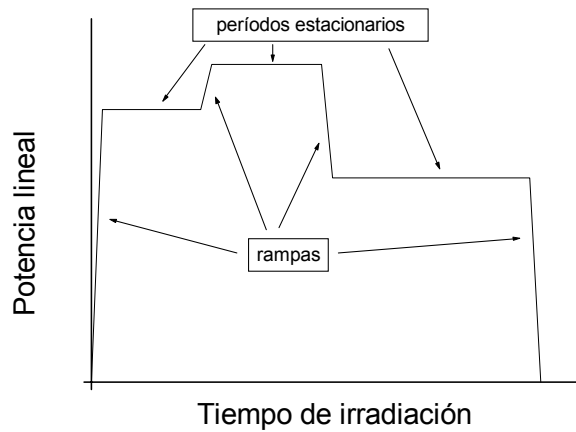 períodos estacionarios
Potencia lineal
rampas
Tiempo de irradiación